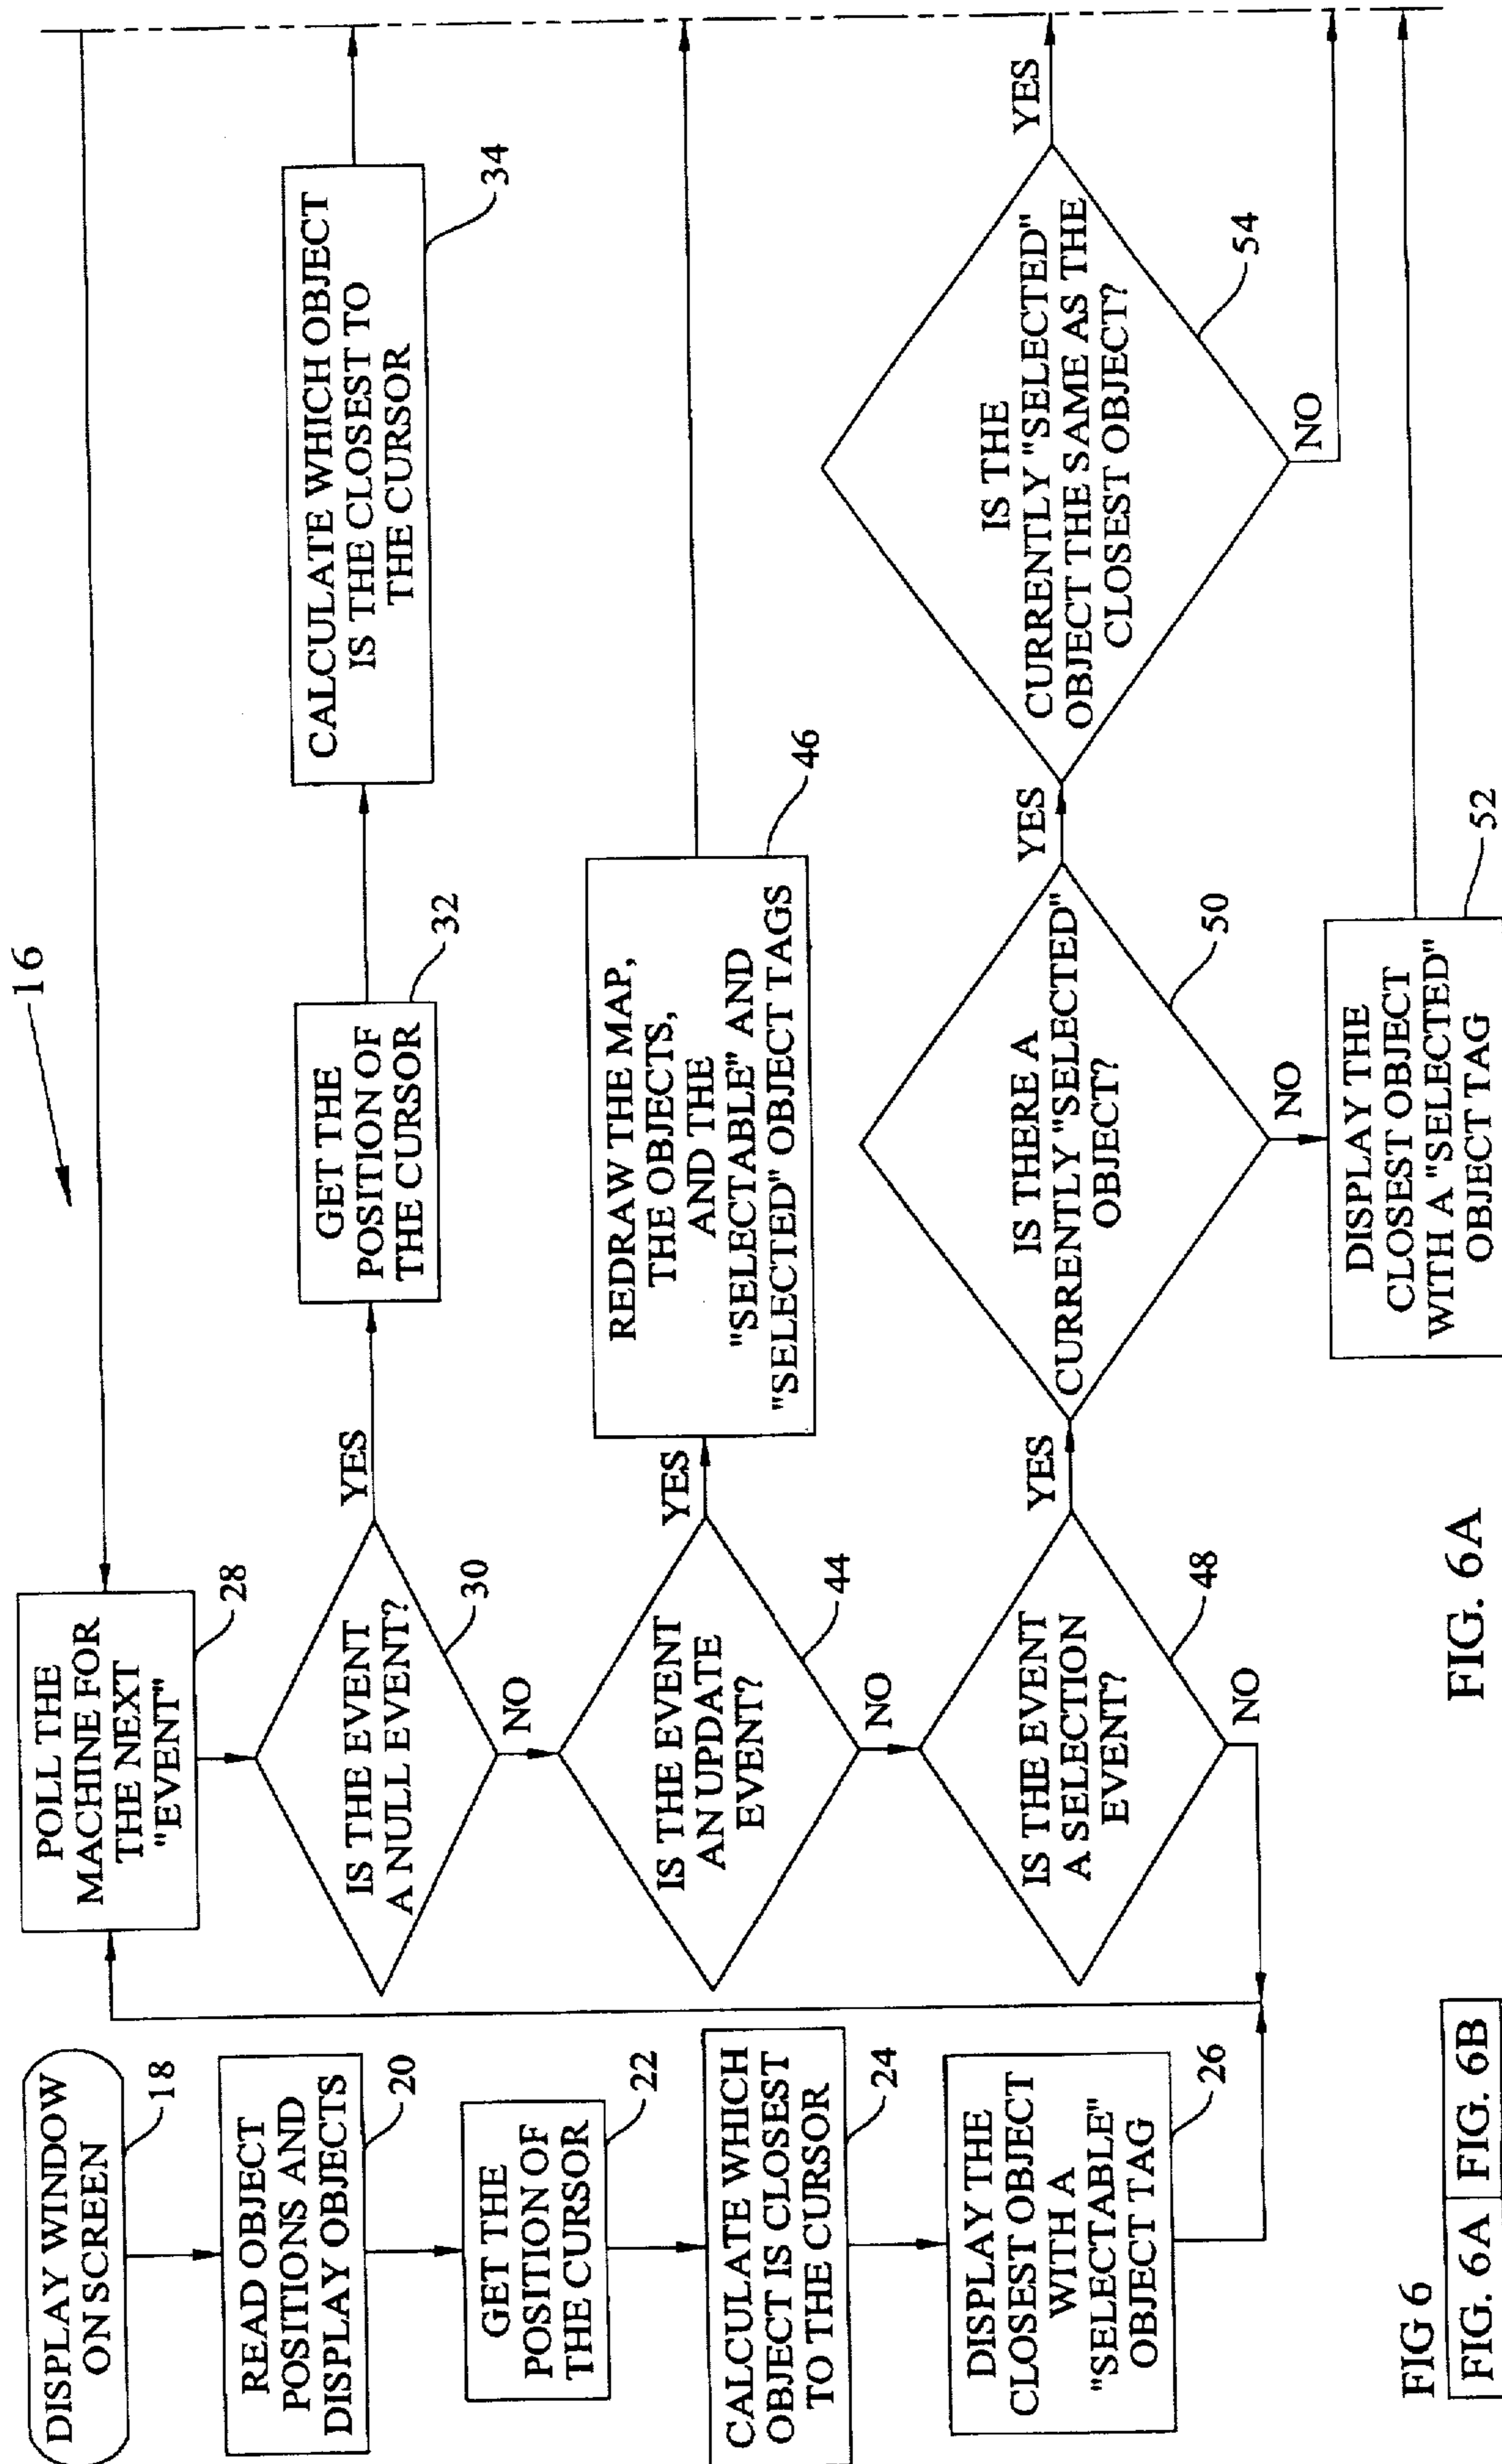 16
DISPLAY WINDOW
ON SCREEN
18
READ OBJECT
POSITIONS AND
DISPLAY OBJECTS
20
GET THE
POSITION OF
THE CURSOR
22
CALCULATE WHICH
OBJECT IS CLOSEST
TO THE CURSOR
24
DISPLAY THE
CLOSEST OBJECT
WITH A
"SELECTABLE"
OBJECT TAG
26
POLL THE
MACHINE FOR
THE NEXT
"EVENT"
28
IS THE EVENT
A NULL EVENT?
30
YES
NO
GET THE
POSITION OF
THE CURSOR
32
CALCULATE WHICH OBJECT
IS THE CLOSEST TO
THE CURSOR
34
IS THE EVENT
AN UPDATE
EVENT?
44
YES
NO
REDRAW THE MAP,
THE OBJECTS,
AND THE
"SELECTABLE" AND
"SELECTED" OBJECT TAGS
46
IS THE EVENT
A SELECTION
EVENT?
48
YES
NO
IS THERE A
CURRENTLY "SELECTED"
OBJECT?
50
YES
NO
DISPLAY THE
CLOSEST OBJECT
WITH A "SELECTED"
OBJECT TAG
52
IS THE
CURRENTLY "SELECTED"
OBJECT THE SAME AS THE
CLOSEST OBJECT?
54
YES
NO
FIG 6
FIG. 6A FIG. 6B
FIG. 6A